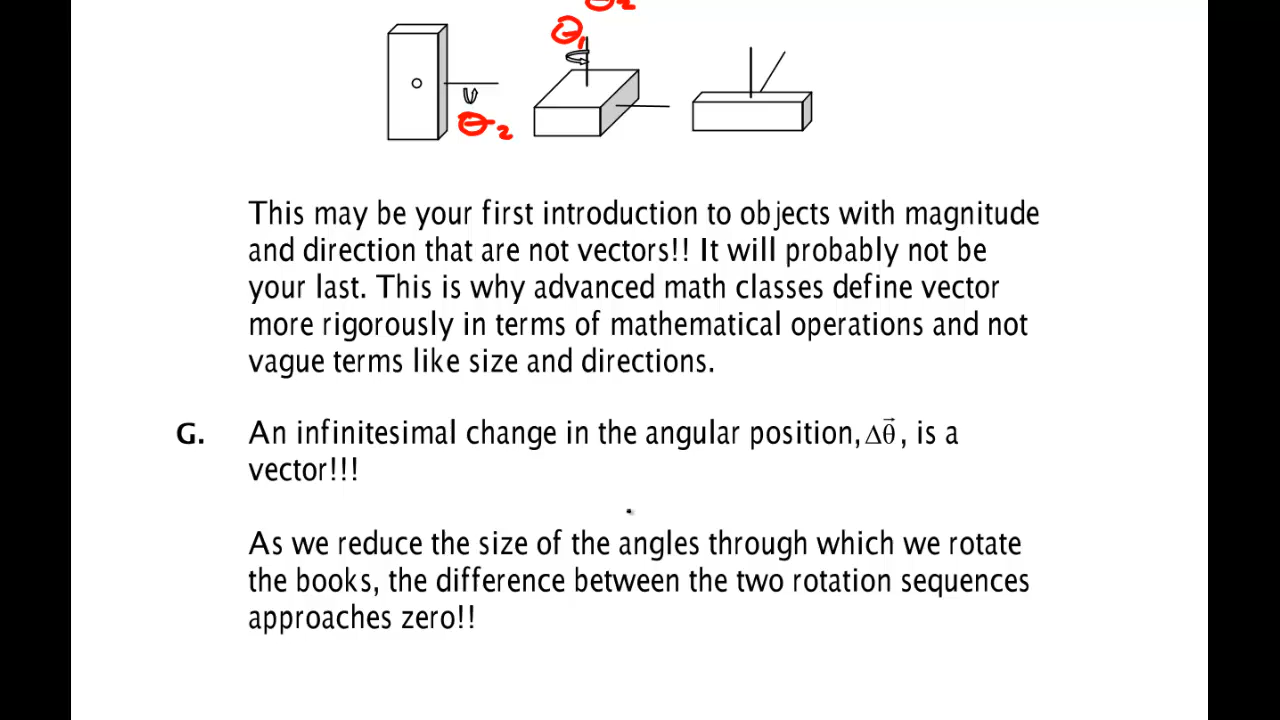 θ2
θ1
θ2
This may be your first introduction to objects with magnitude
and direction that are not vectors!! It will probably not be
your last. This is why advanced math classes define vector
more rigorously in terms of mathematical operations and not
vague terms like size and directions.
G. An infinitesimal change in the angular position, Δθ⃗, is a
vector!!!
As we reduce the size of the angles through which we rotate
the books, the difference between the two rotation sequences
approaches zero!!